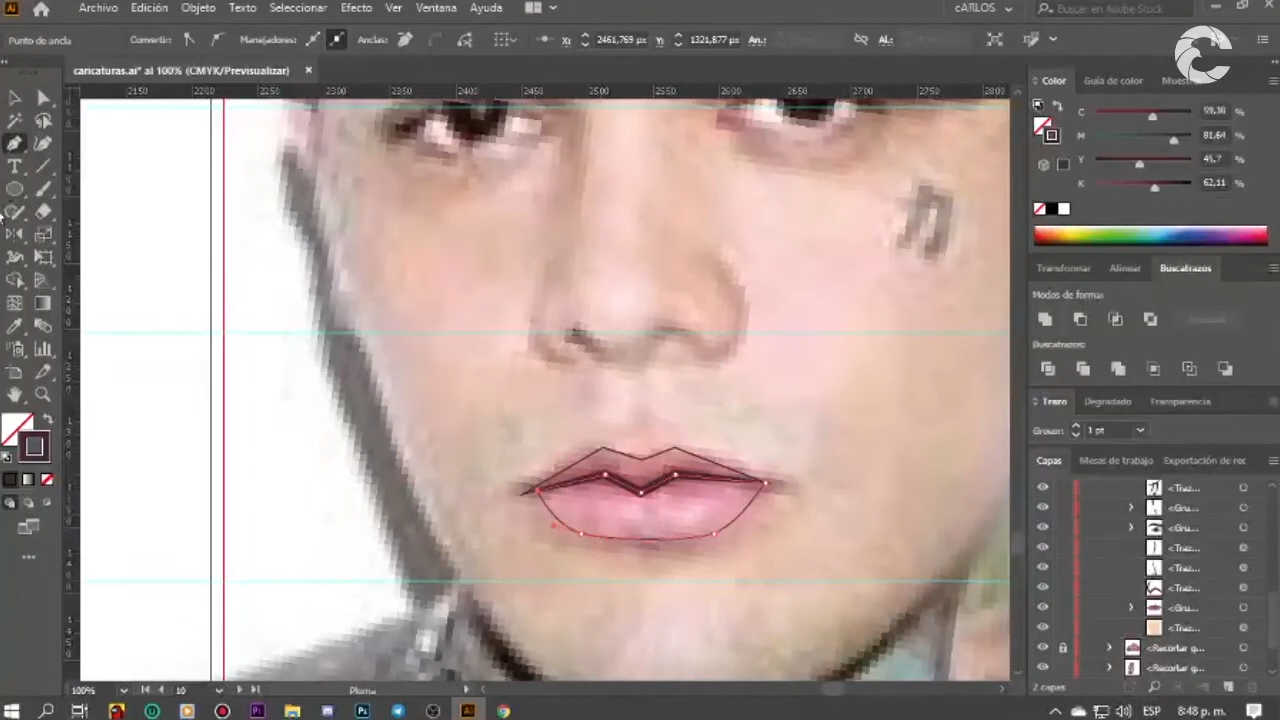 Archivo Edición Objeto Texto Seleccionar Efecto Ver Ventana Ayuda cARLOS Buscar en Adobe Stock
Punto de ancla Convertir: Manejadores: Anclas: X: 2461,769 px Y: 1321,877 px An.: AL:
caricaturas.ai* al 100% (CMYK/Previsualizar)
2150 2200 2250 2300 2350 2400 2450 2500 2550 2600 2650 2700 2750 2800
Color Guía de color
C 59,38 %
M 81,64 %
Y 45,7 %
K 62,11 %
Transformar Alinear Buscatrazos
Modos de forma:
Buscatrazos:
Trazo Degradado Transparencia
Grosor: 1 pt
Capas Mesas de trabajo Exportación de rec
<Traz...
<Gru...
<Gru...
<Traz...
<Traz...
<Traz...
<Gru...
<Traz...
<Recortar g...
<Recortar g...
2 capas
100% 10 Pluma
ESP 8:48 p. m.